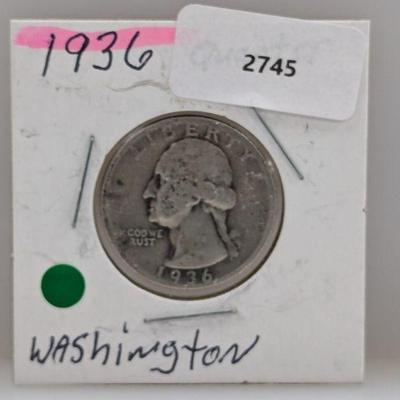 1936
2745
LIBERTY
IN GOD WE
TRUST
1936
WAShington